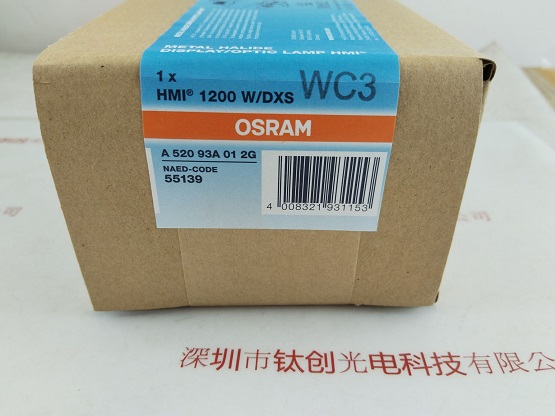 METAL HALIDE
DISPLAY/OPTIC LAMP HMI®
1 x
HMI® 1200 W/DXS
WC3
OSRAM
A 520 93A 01 2G
NAED-CODE
55139
4 008321 931153
深圳市钛创光电科技有限公